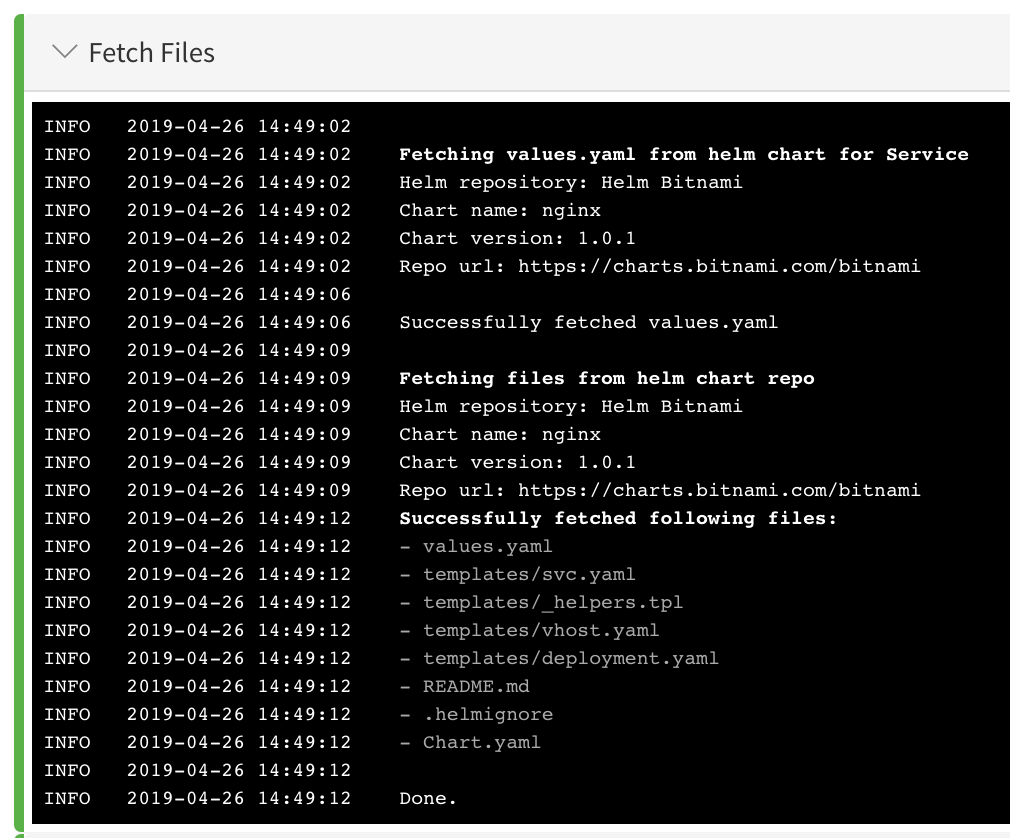 Fetch Files
INFO 2019-04-26 14:49:02
INFO 2019-04-26 14:49:02 Fetching values.yaml from helm chart for Service
INFO 2019-04-26 14:49:02 Helm repository: Helm Bitnami
INFO 2019-04-26 14:49:02 Chart name: nginx
INFO 2019-04-26 14:49:02 Chart version: 1.0.1
INFO 2019-04-26 14:49:02 Repo url: https://charts.bitnami.com/bitnami
INFO 2019-04-26 14:49:06
INFO 2019-04-26 14:49:06 Successfully fetched values.yaml
INFO 2019-04-26 14:49:09
INFO 2019-04-26 14:49:09 Fetching files from helm chart repo
INFO 2019-04-26 14:49:09 Helm repository: Helm Bitnami
INFO 2019-04-26 14:49:09 Chart name: nginx
INFO 2019-04-26 14:49:09 Chart version: 1.0.1
INFO 2019-04-26 14:49:09 Repo url: https://charts.bitnami.com/bitnami
INFO 2019-04-26 14:49:12 Successfully fetched following files:
INFO 2019-04-26 14:49:12 - values.yaml
INFO 2019-04-26 14:49:12 - templates/svc.yaml
INFO 2019-04-26 14:49:12 - templates/_helpers.tpl
INFO 2019-04-26 14:49:12 - templates/vhost.yaml
INFO 2019-04-26 14:49:12 - templates/deployment.yaml
INFO 2019-04-26 14:49:12 - README.md
INFO 2019-04-26 14:49:12 - .helmignore
INFO 2019-04-26 14:49:12 - Chart.yaml
INFO 2019-04-26 14:49:12
INFO 2019-04-26 14:49:12 Done.